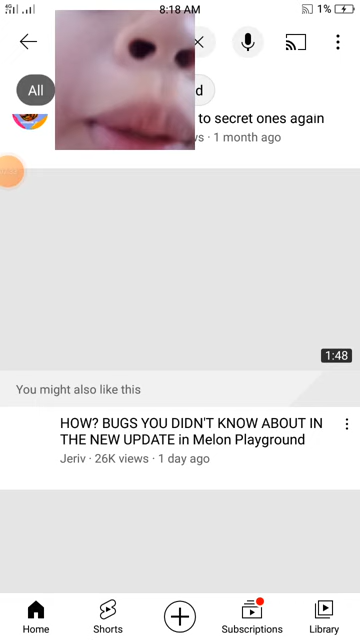 8:18 AM
1%
All
d
to secret ones again
ws · 1 month ago
1:48
You might also like this
HOW? BUGS YOU DIDN'T KNOW ABOUT IN
THE NEW UPDATE in Melon Playground
Jeriv · 26K views · 1 day ago
Home
Shorts
Subscriptions
Library